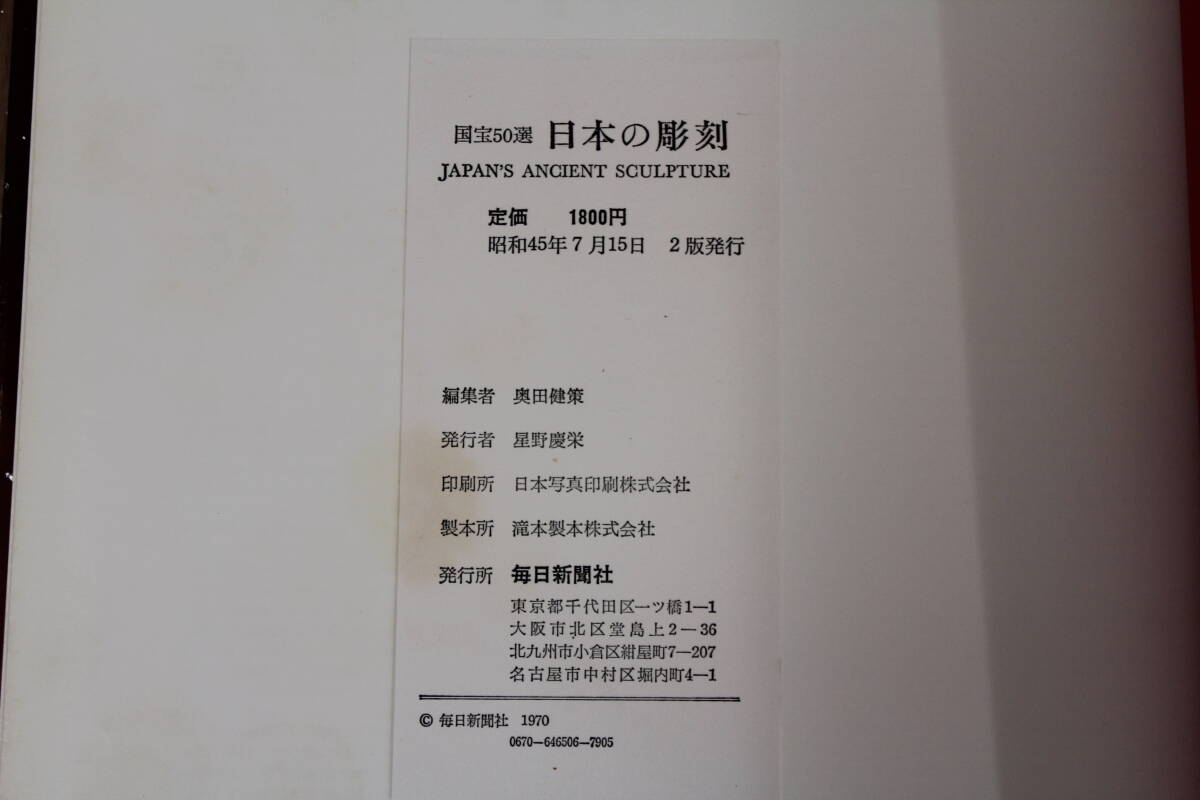 国宝50選 日本の彫刻
JAPAN'S ANCIENT SCULPTURE
定価 1800円
昭和45年7月15日 2版発行
編集者 奥田健策
発行者 星野慶栄
印刷所 日本写真印刷株式会社
製本所 滝本製本株式会社
発行所 毎日新聞社
東京都千代田区一ツ橋1—1
大阪市北区堂島上2—36
北九州市小倉区紺屋町7—207
名古屋市中村区堀内町4—1
© 毎日新聞社 1970
0670—646506—7905